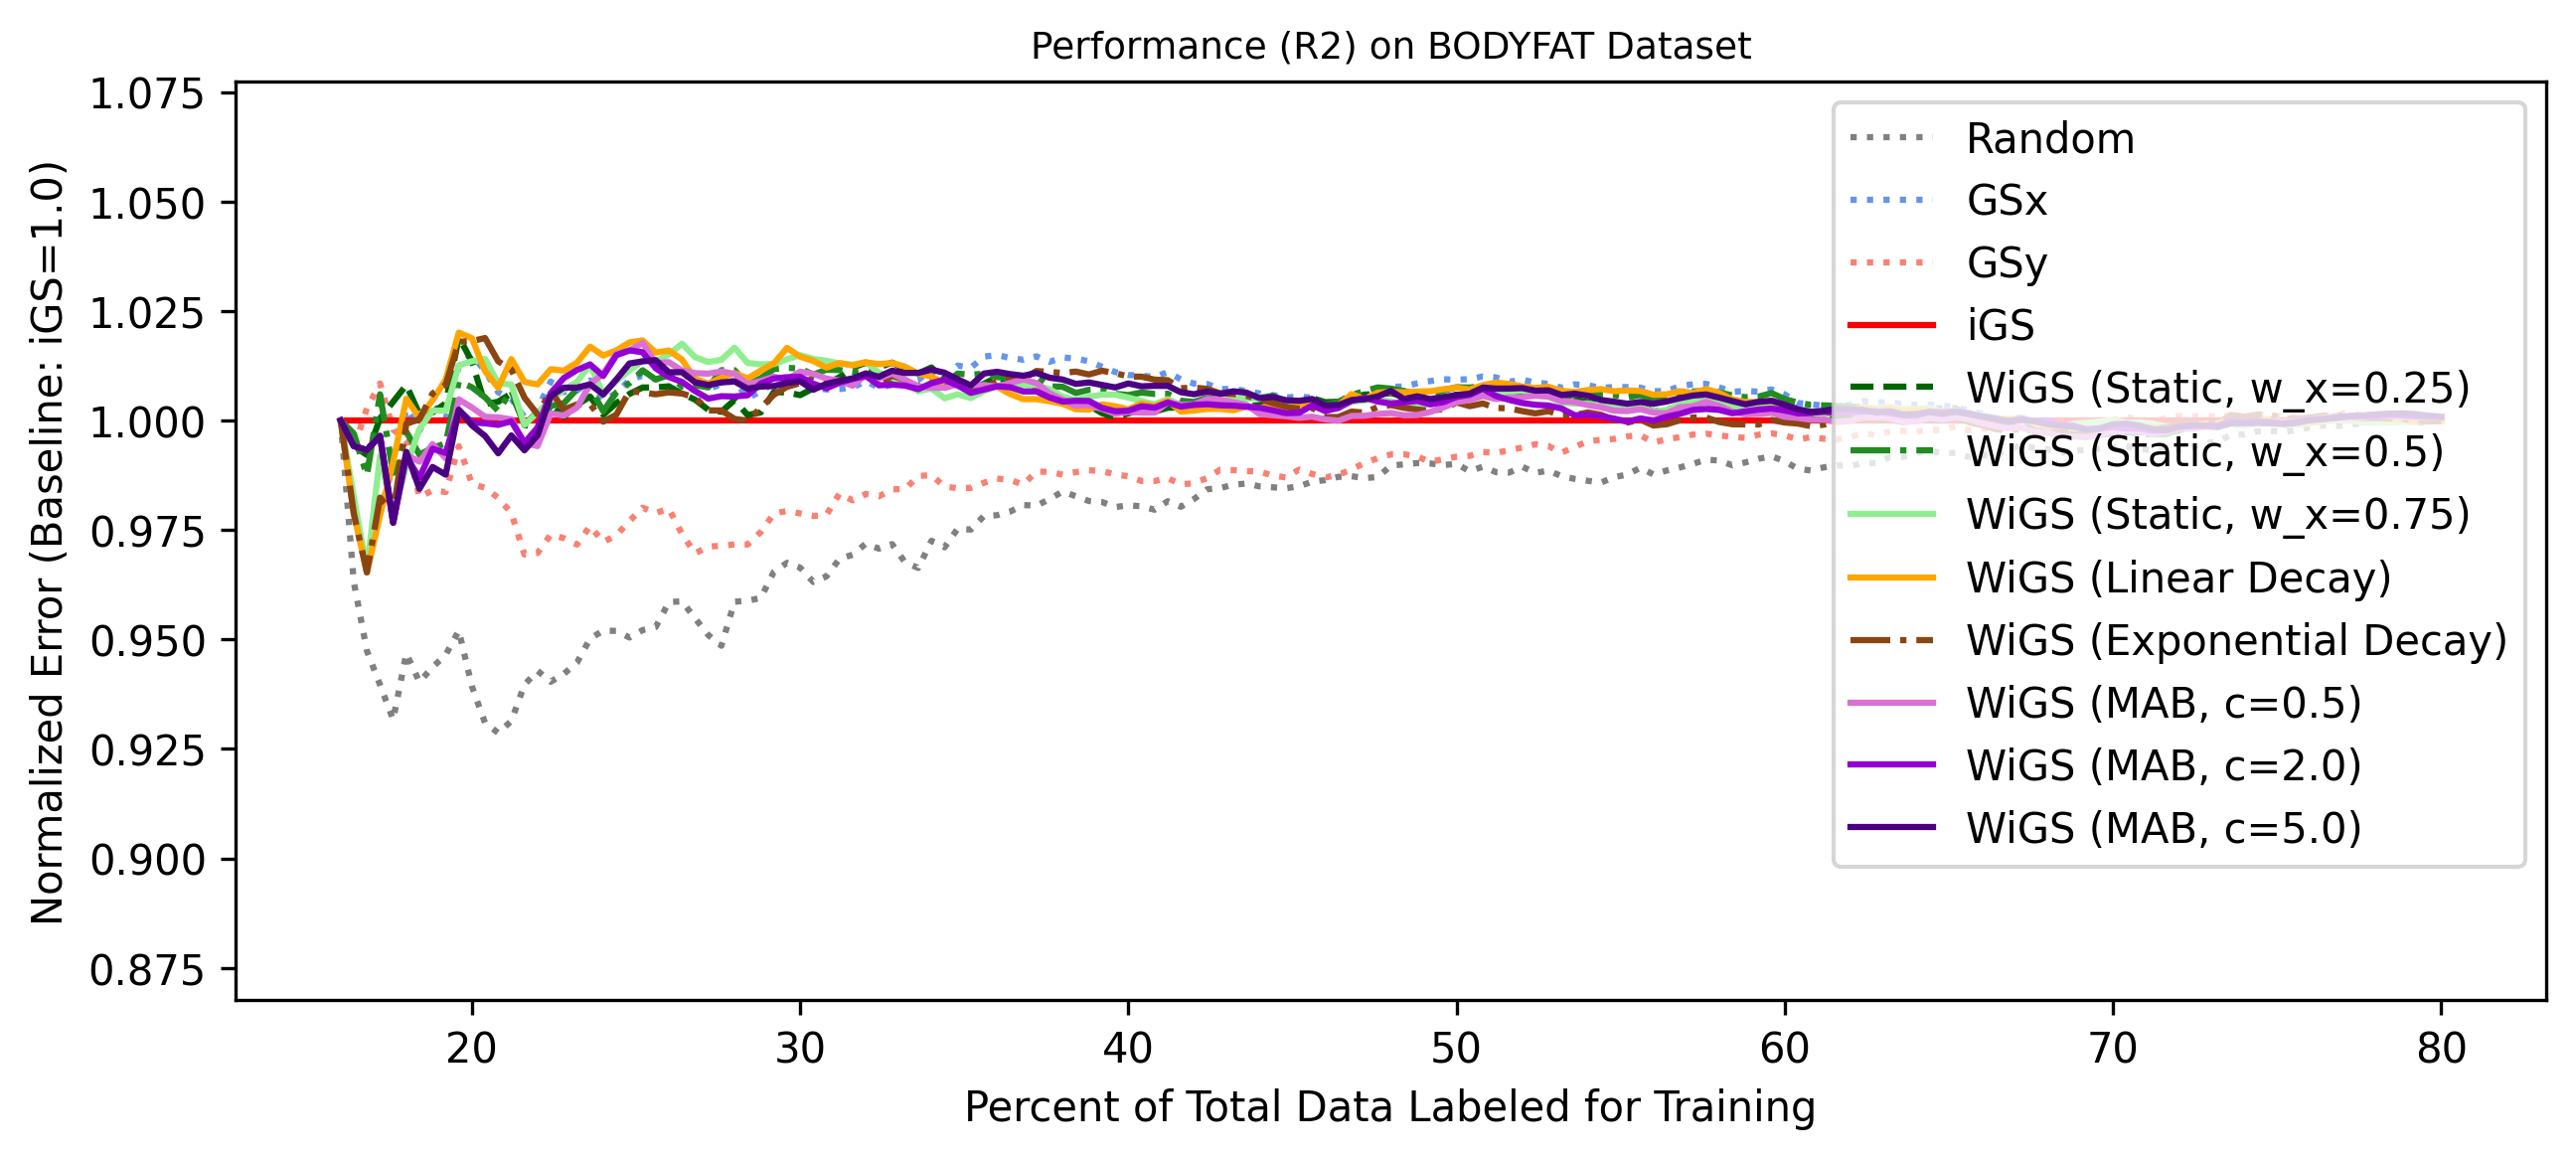 Performance (R2) on BODYFAT Dataset
Normalized Error (Baseline: iGS=1.0)
1.075
1.050
1.025
1.000
0.975
0.950
0.925
0.900
0.875
Random
GSx
GSy
iGS
WiGS (Static, w_x=0.25)
WiGS (Static, w_x=0.5)
WiGS (Static, w_x=0.75)
WiGS (Linear Decay)
WiGS (Exponential Decay)
WiGS (MAB, c=0.5)
WiGS (MAB, c=2.0)
WiGS (MAB, c=5.0)
20 30 40 50 60 70 80
Percent of Total Data Labeled for Training